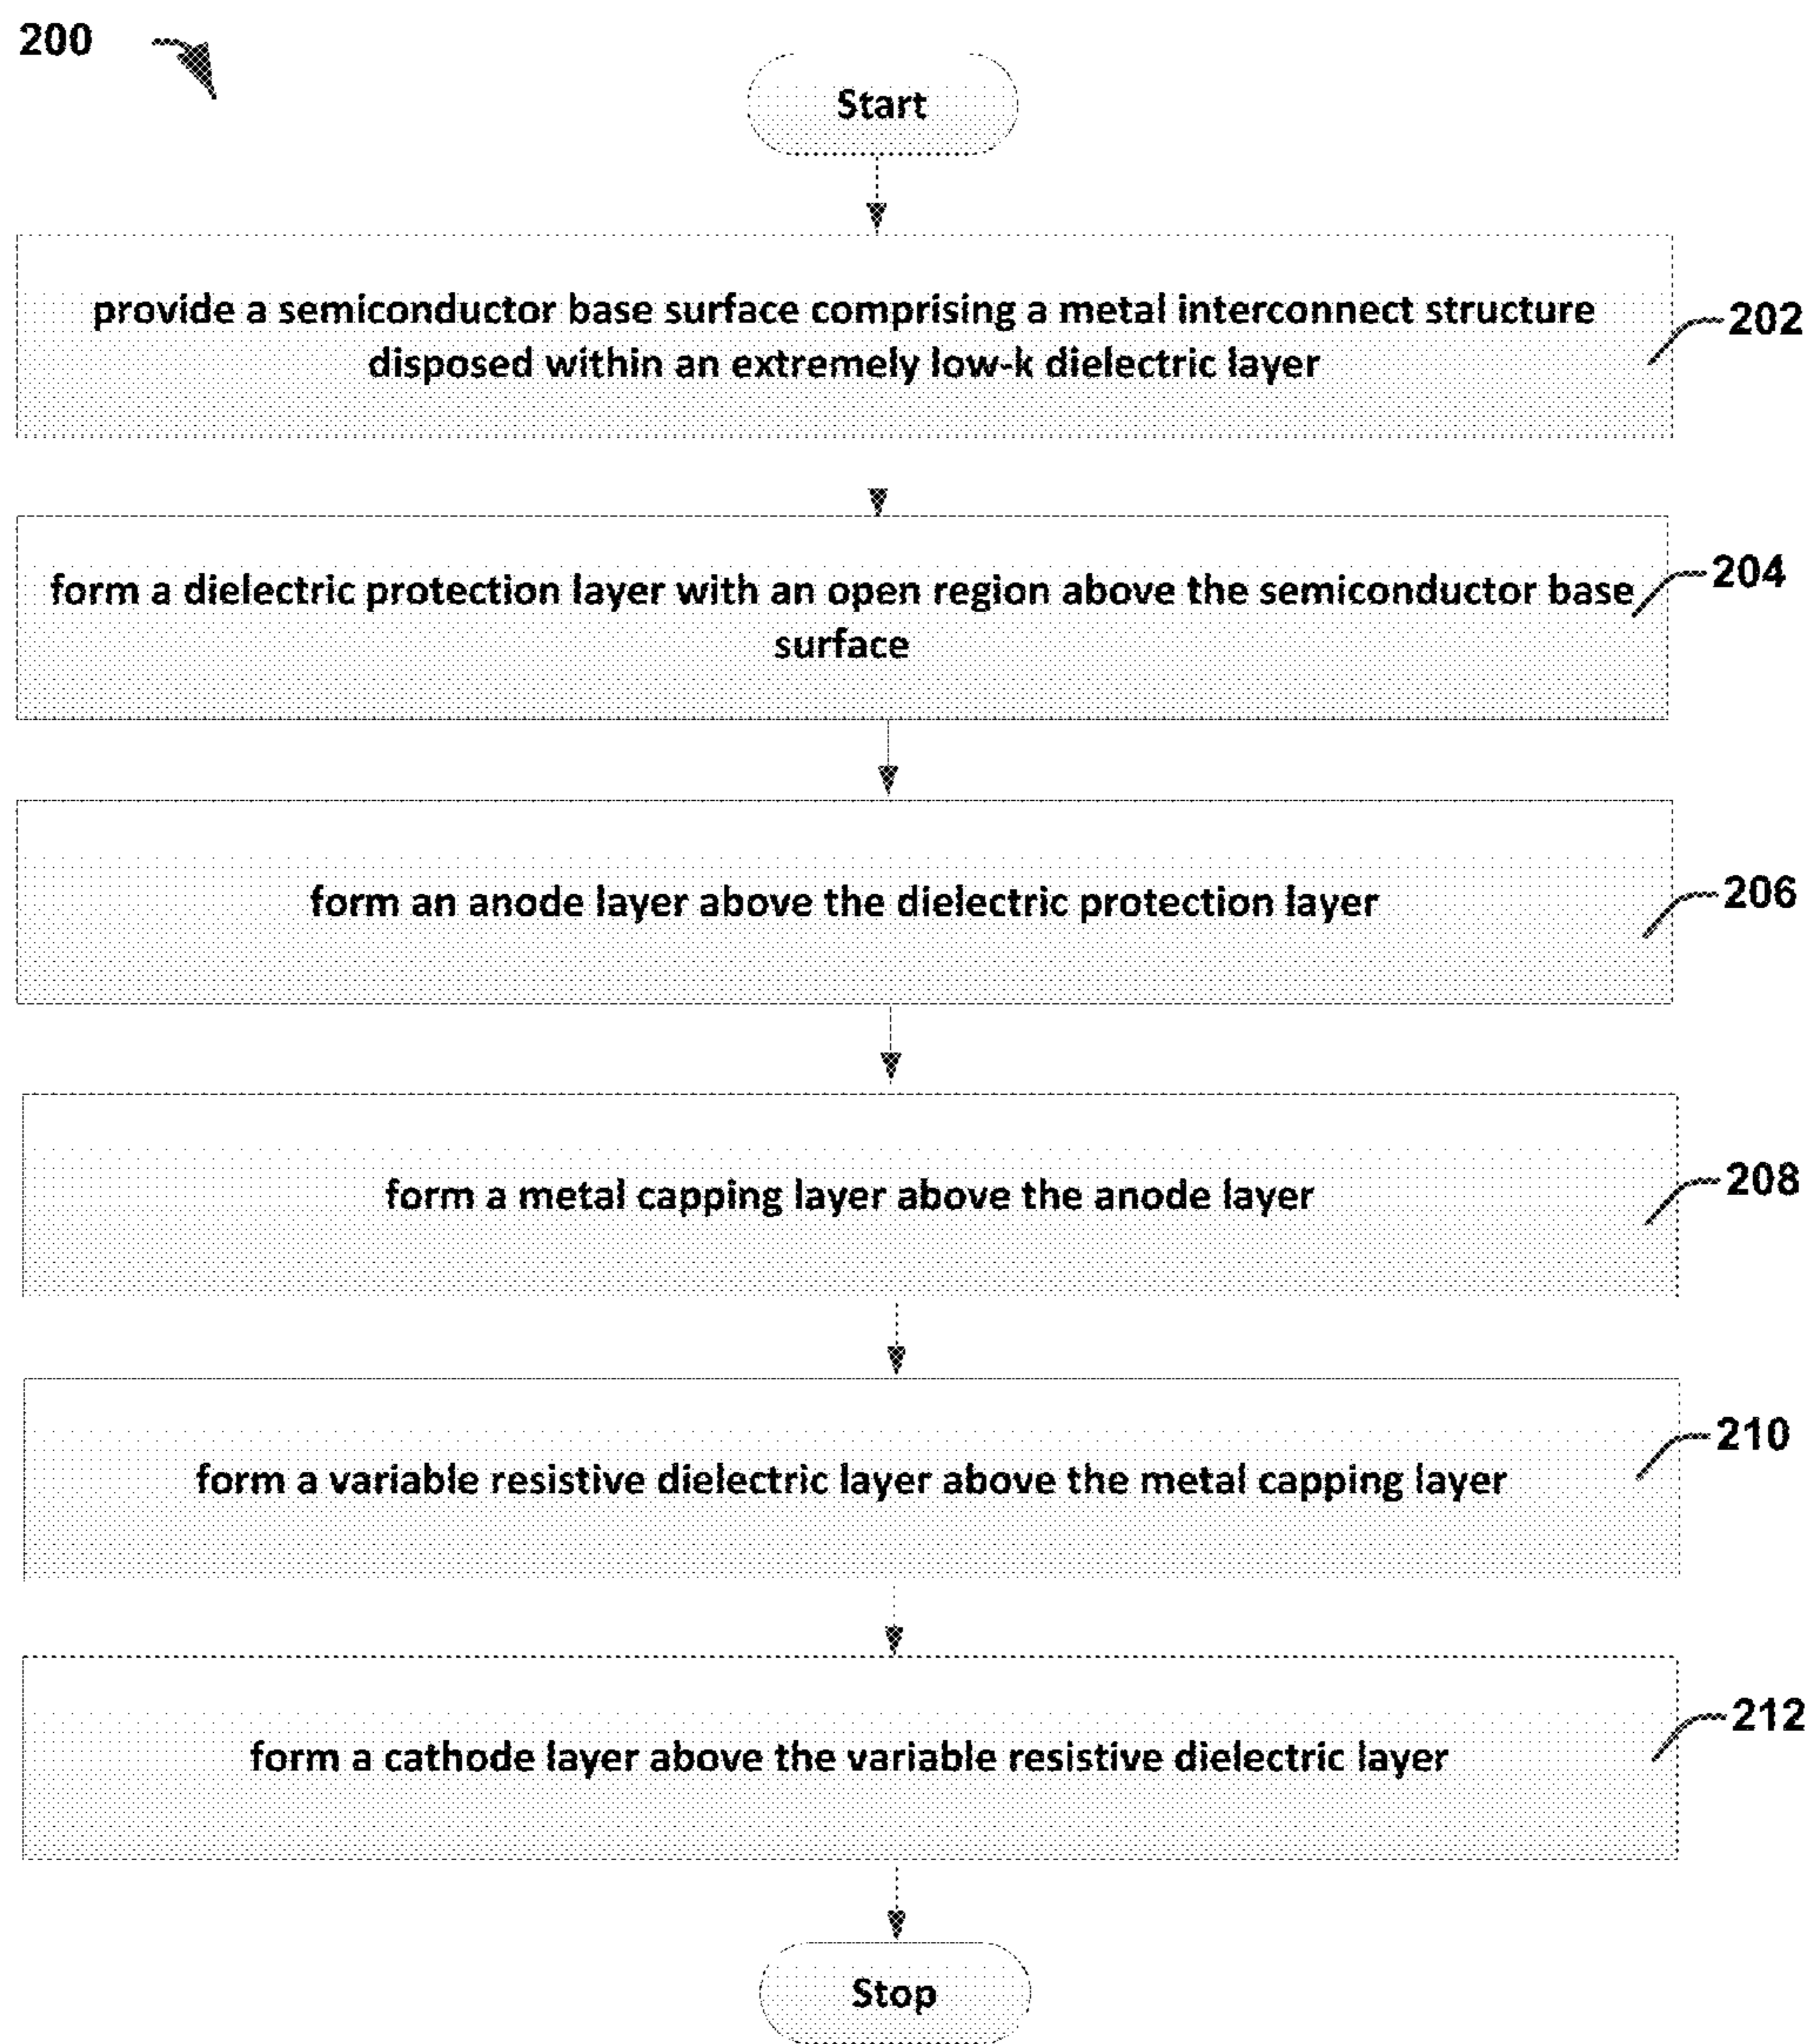 200
Start
provide a semiconductor base surface comprising a metal interconnect structure
disposed within an extremely low-k dielectric layer
202
form a dielectric protection layer with an open region above the semiconductor base
surface
204
form an anode layer above the dielectric protection layer
206
form a metal capping layer above the anode layer
208
form a variable resistive dielectric layer above the metal capping layer
210
form a cathode layer above the variable resistive dielectric layer
212
Stop